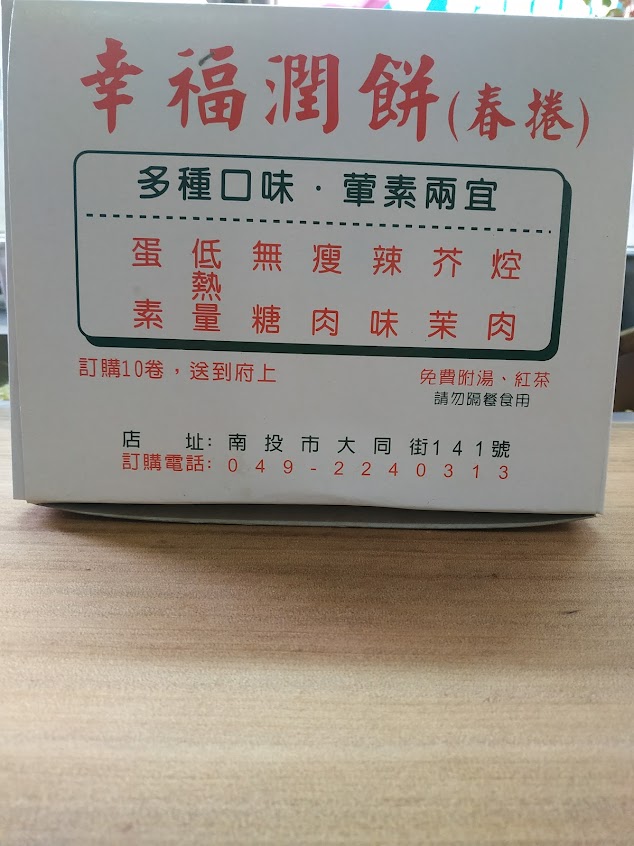 幸福潤餅(春捲)
多種口味·葷素兩宜
蛋素
低熱量
無糖
瘦肉
辣味
芥茉
焢肉
訂購10卷,送到府上
免費附湯、紅茶
請勿隔餐食用
店 址:南投市大同街141號
訂購電話:049-2240313